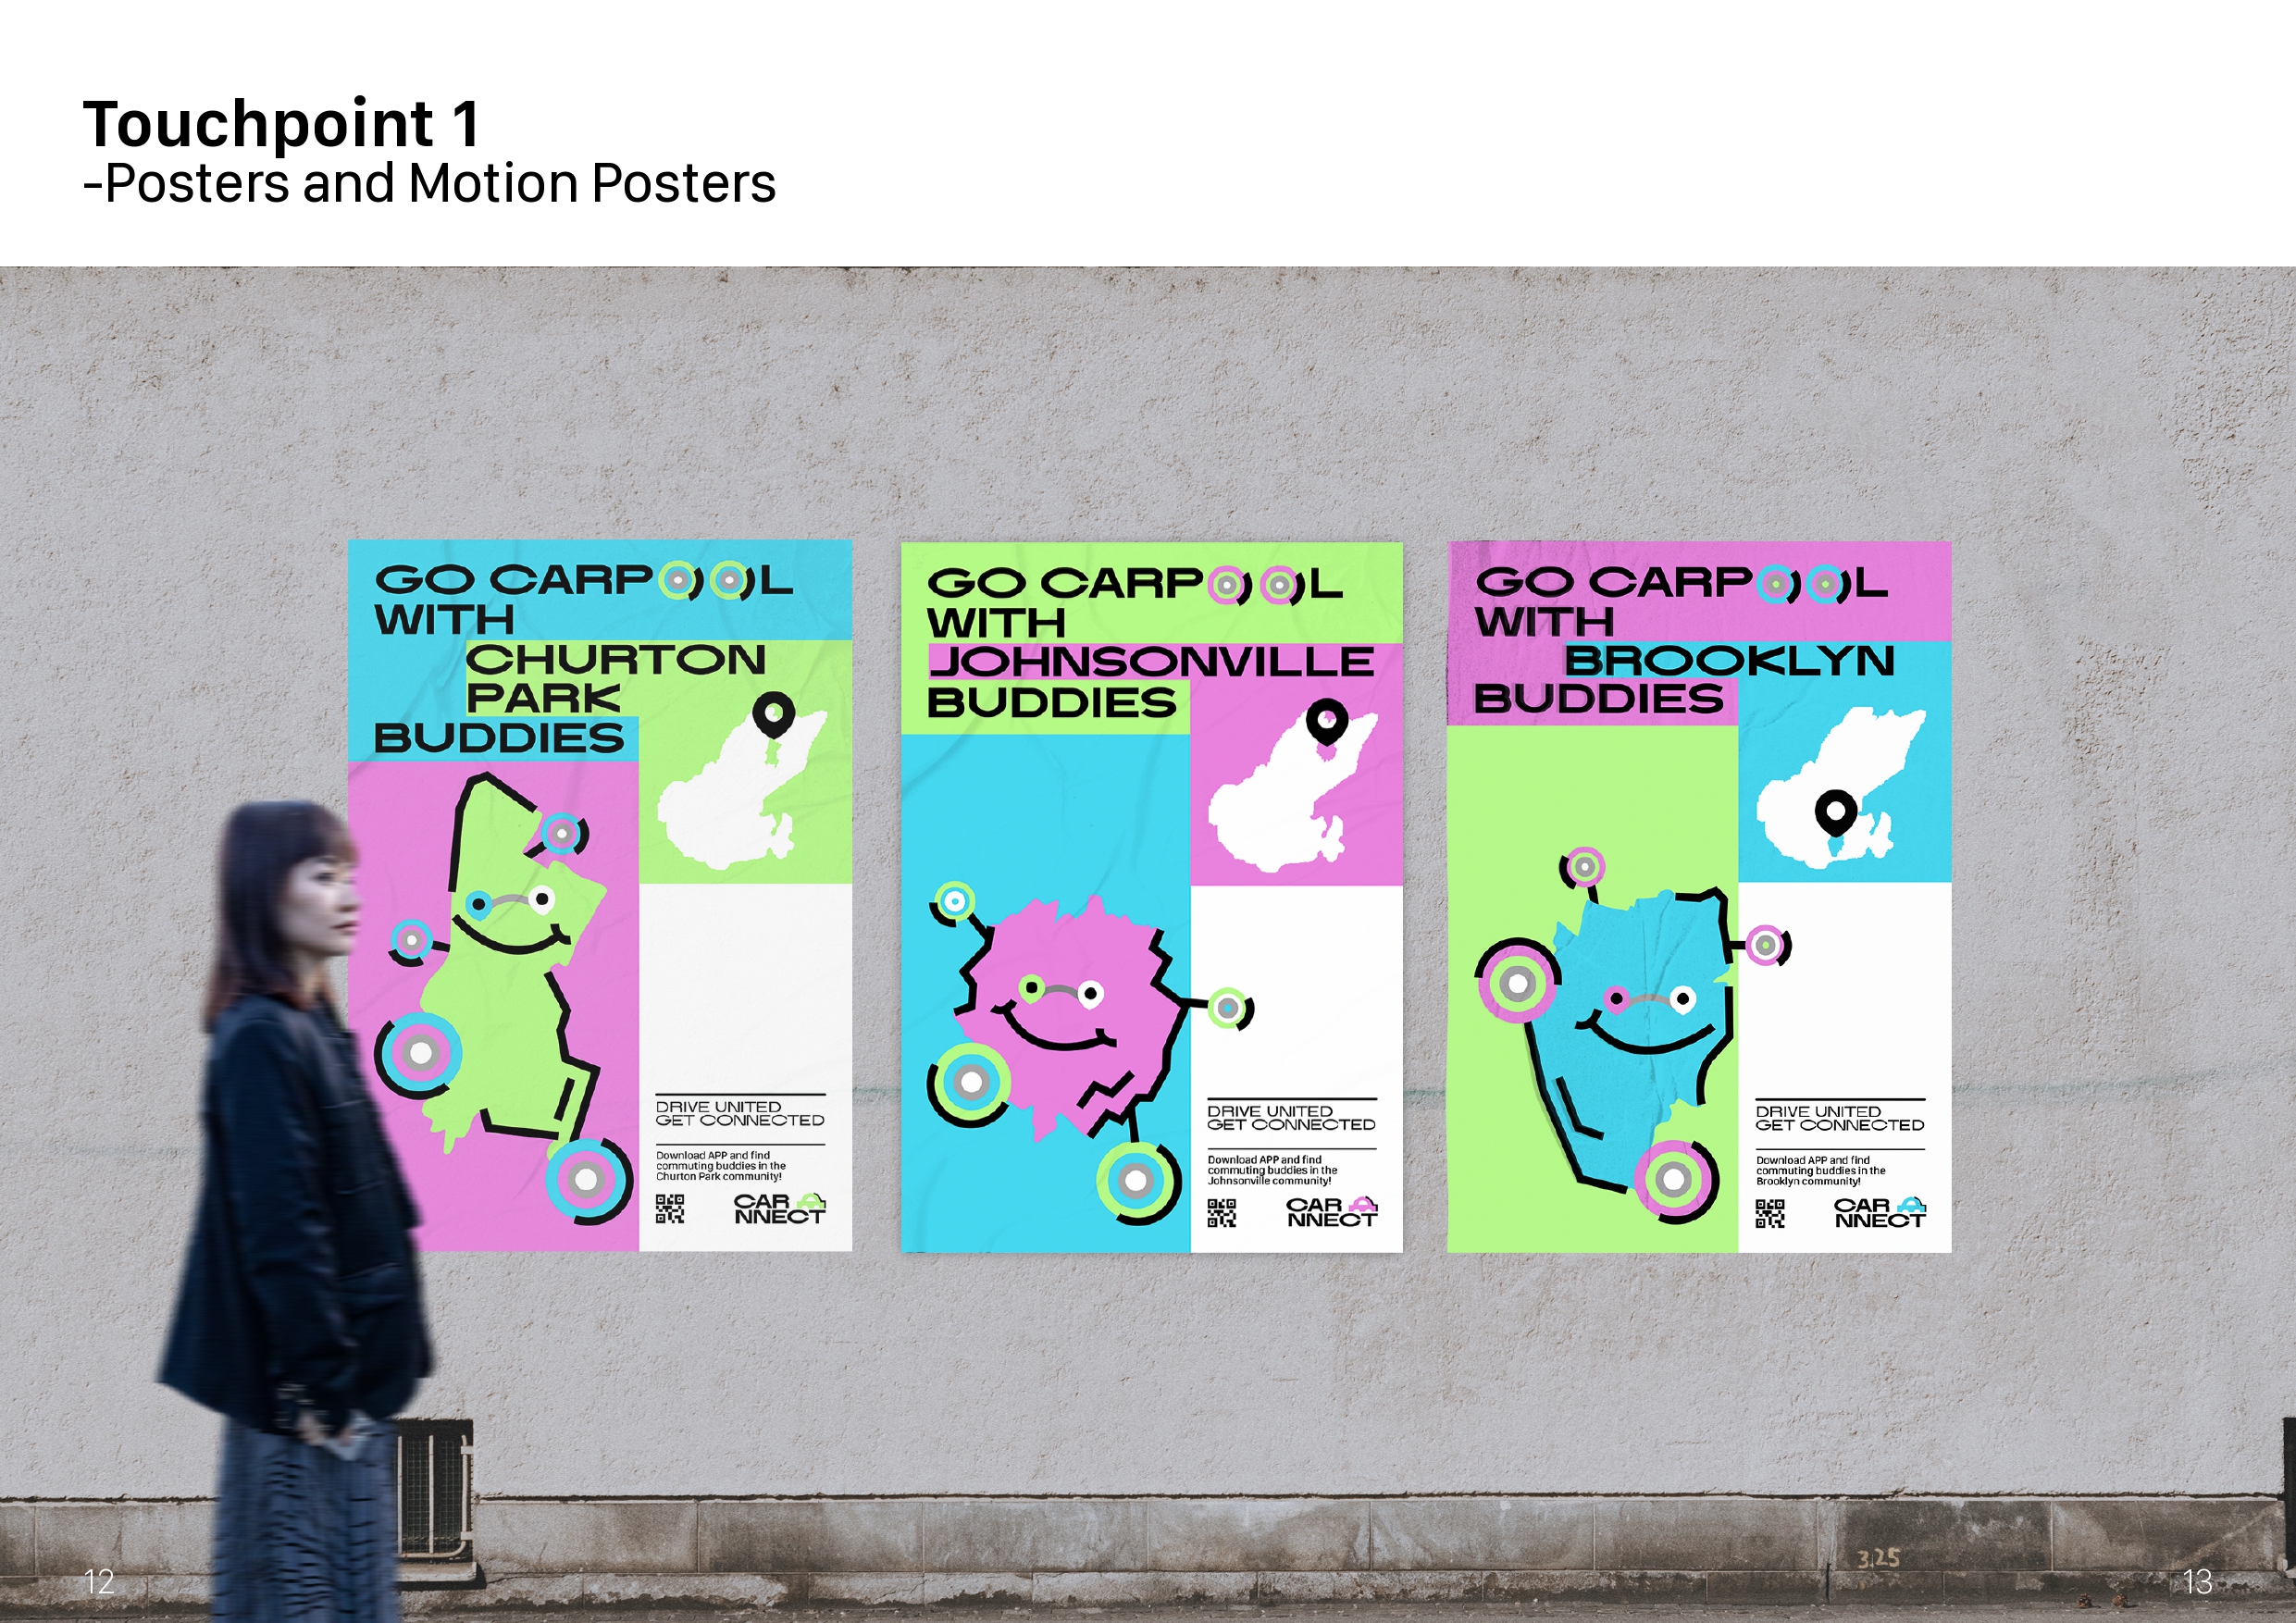 Touchpoint 1
-Posters and Motion Posters
GO CARPOOL
WITH
CHURTON
PARK
BUDDIES
DRIVE UNITED
GET CONNECTED
Download APP and find
commuting buddies in the
Churton Park community!
CAR
NNECT
GO CARPOOL
WITH
JOHNSONVILLE
BUDDIES
DRIVE UNITED
GET CONNECTED
Download APP and find
commuting buddies in the
Johnsonville community!
CAR
NNECT
GO CARPOOL
WITH
BROOKLYN
BUDDIES
DRIVE UNITED
GET CONNECTED
Download APP and find
commuting buddies in the
Brooklyn community!
CAR
NNECT
3.25
12
13